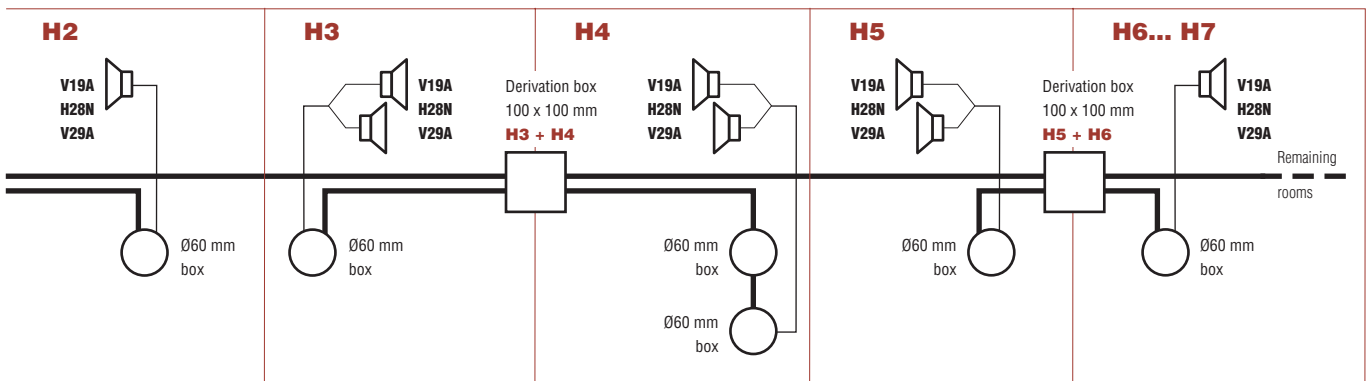 H2
V19A
H28N
V29A
Ø60 mm
box
H3
V19A
H28N
V29A
Ø60 mm
box
Derivation box
100 x 100 mm
H3 + H4
H4
V19A
H28N
V29A
Ø60 mm
box
Ø60 mm
box
H5
V19A
H28N
V29A
Ø60 mm
box
Derivation box
100 x 100 mm
H5 + H6
H6... H7
V19A
H28N
V29A
Remaining
rooms
Ø60 mm
box